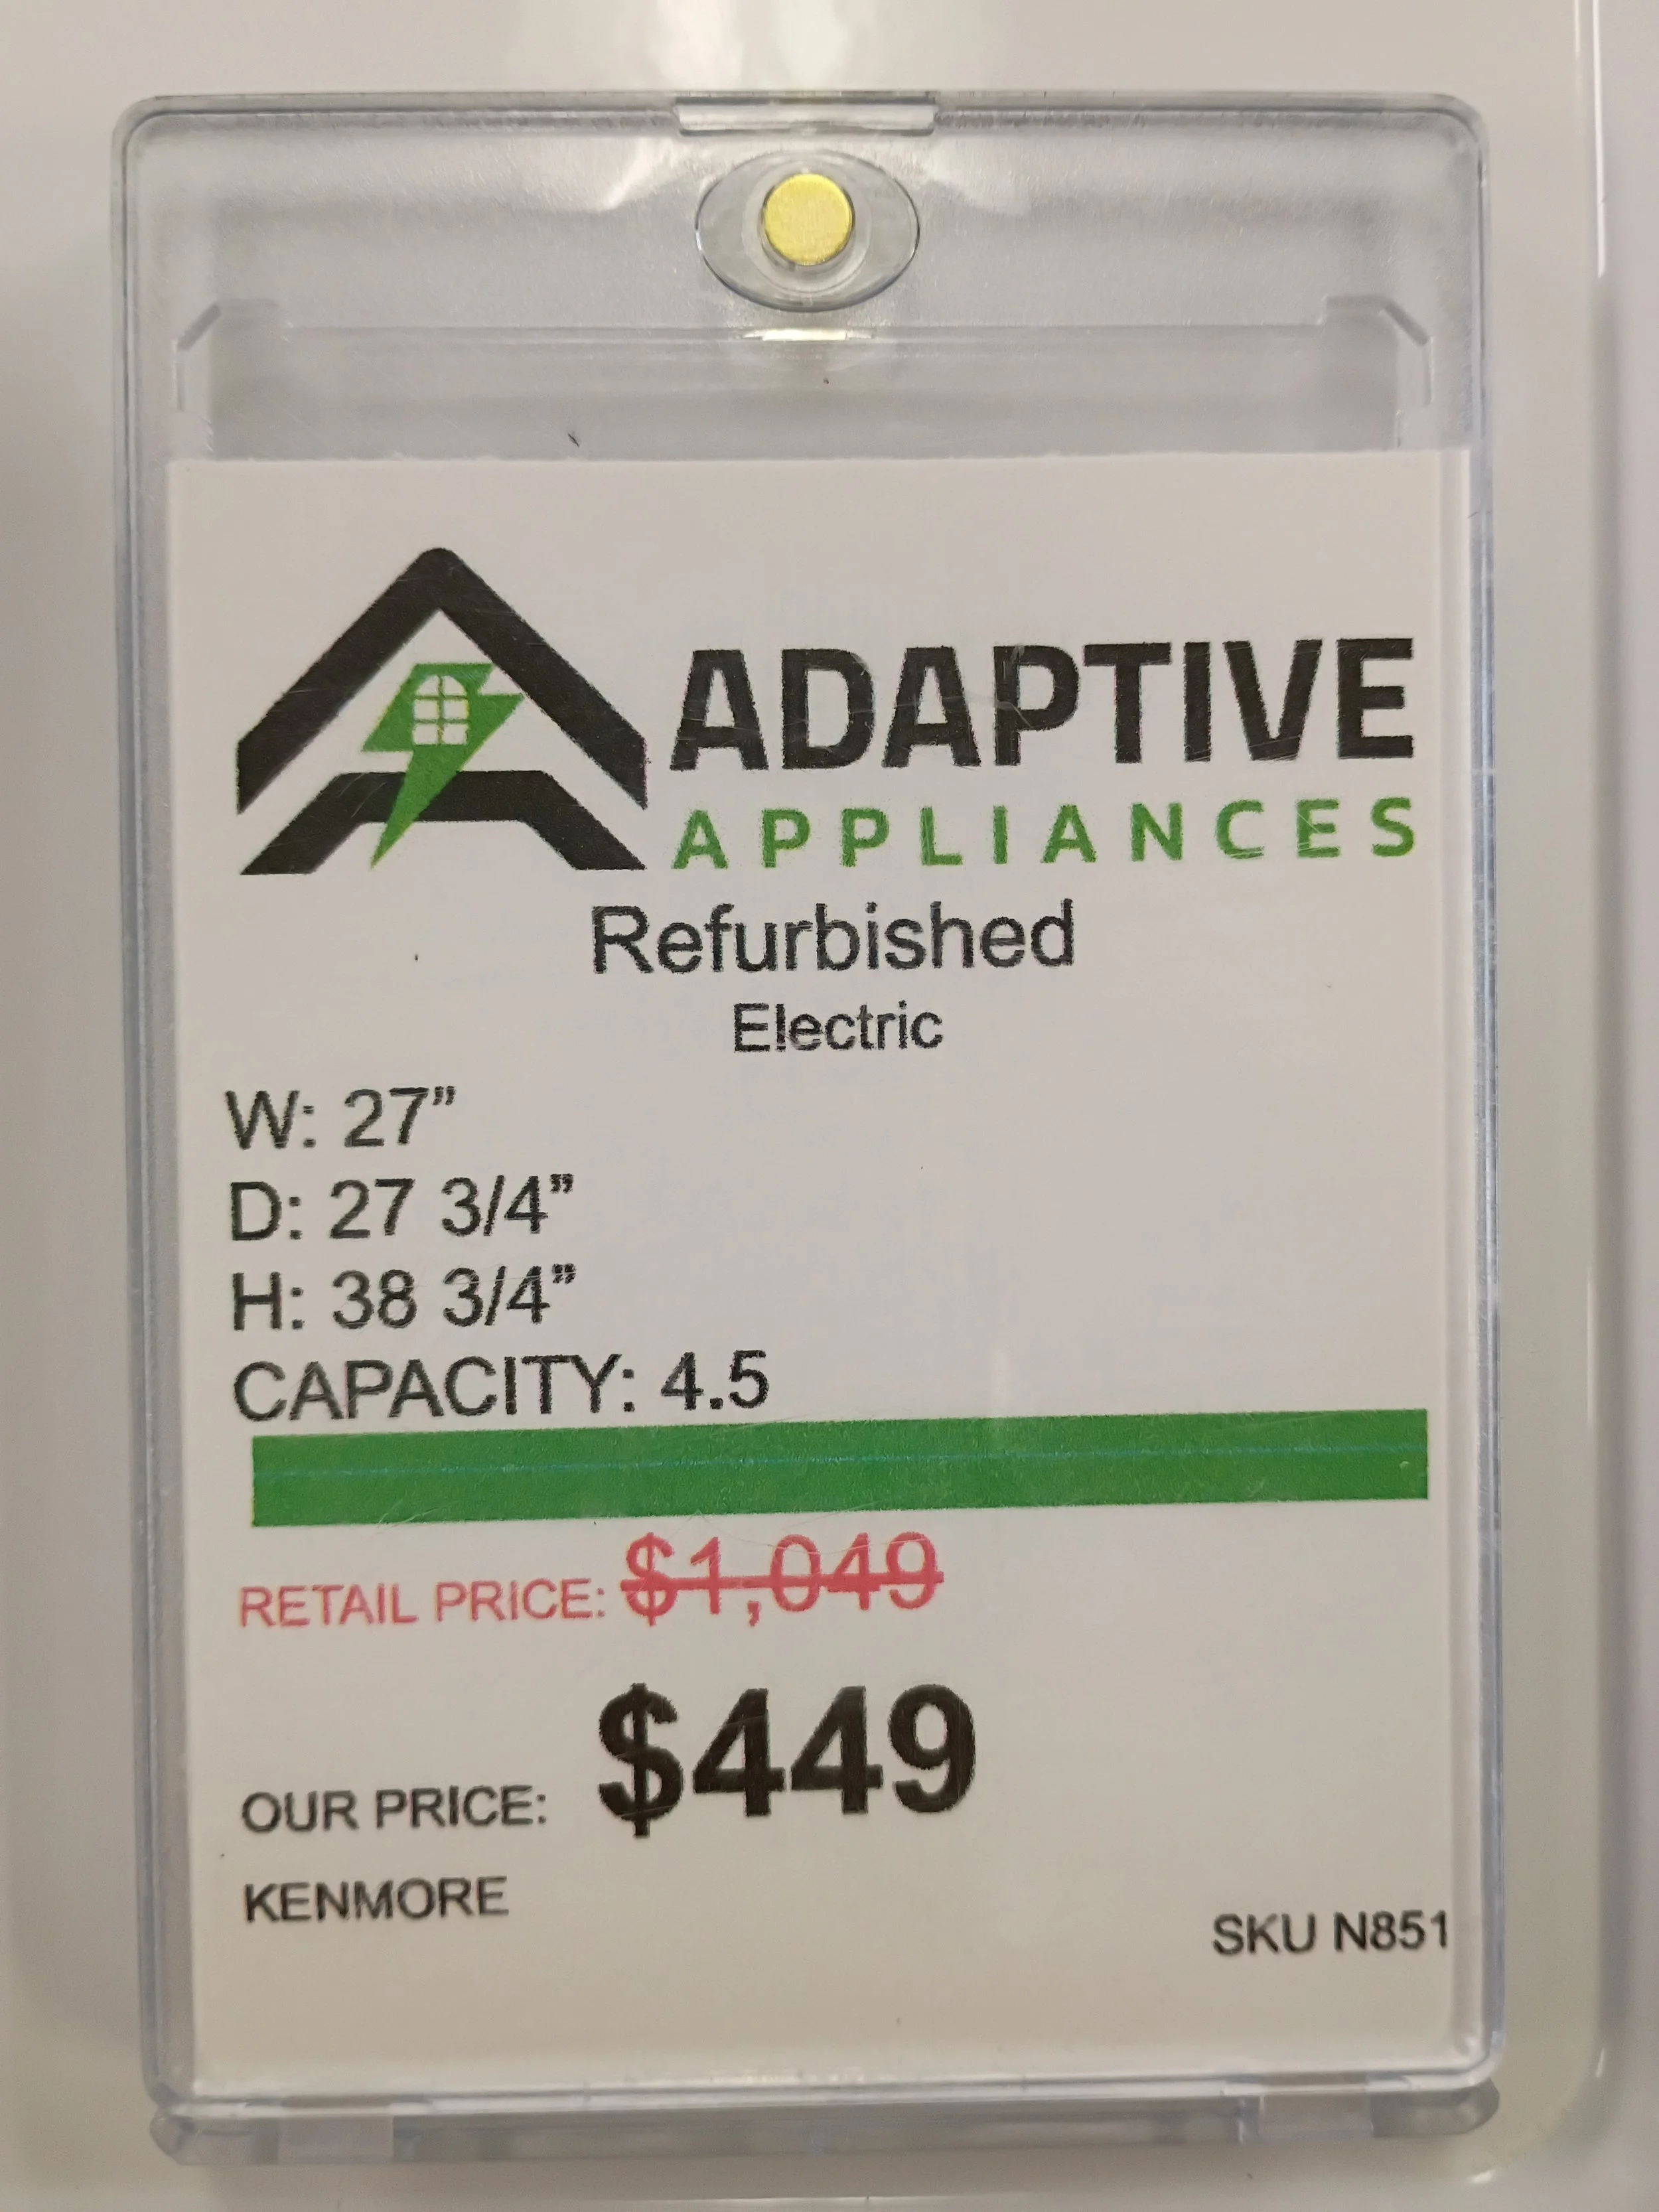 ADAPTIVE
APPLIANCES
Refurbished
Electric
W: 27”
D: 27 3/4”
H: 38 3/4”
CAPACITY: 4.5
RETAIL PRICE: $1,049
OUR PRICE: $449
KENMORE
SKU N851